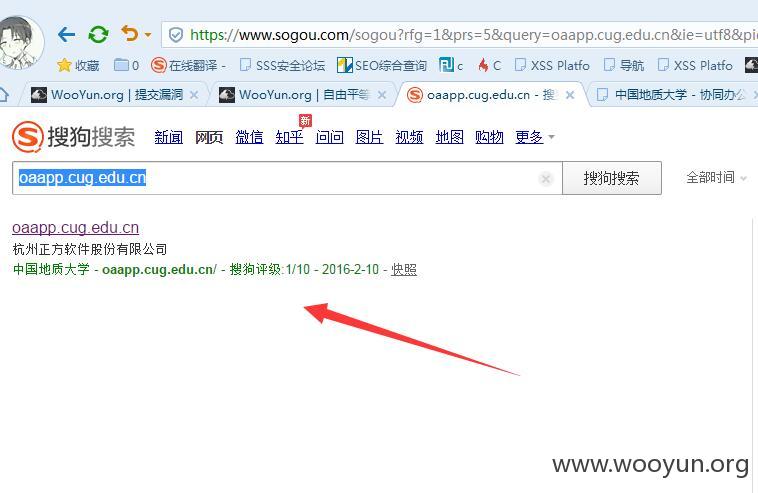 https://www.sogou.com/sogou?rfg=1&prs=5&query=oaapp.cug.edu.cn&ie=utf8&pic
收藏 0 在线翻译 - SSS安全论坛 SEO综合查询 c C XSS Platfo 导航 XSS Platfo
WooYun.org | 提交漏洞 WooYun.org | 自由平等 oaapp.cug.edu.cn - 搜 中国地质大学 - 协同办公
搜狗搜索 新闻 网页 微信 知乎 新 问问 图片 视频 地图 购物 更多
oaapp.cug.edu.cn 搜狗搜索 全部时间
oaapp.cug.edu.cn
杭州正方软件股份有限公司
中国地质大学 - oaapp.cug.edu.cn/ - 搜狗评级:1/10 - 2016-2-10 - 快照
www.wooyun.org